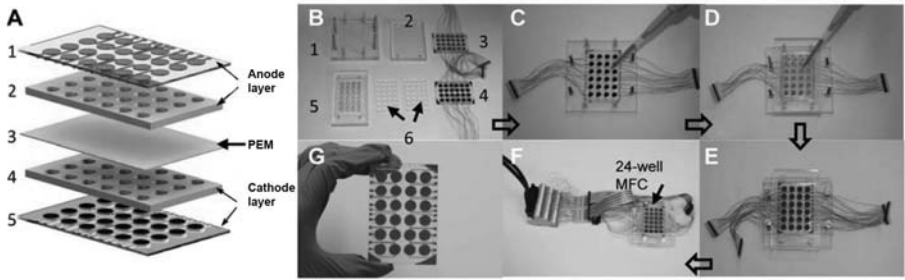 A
1
2
3
4
5
Anode
layer
PEM
Cathode
layer
B
1
2
3
4
5
6
C
D
E
F
24-well
MFC
G